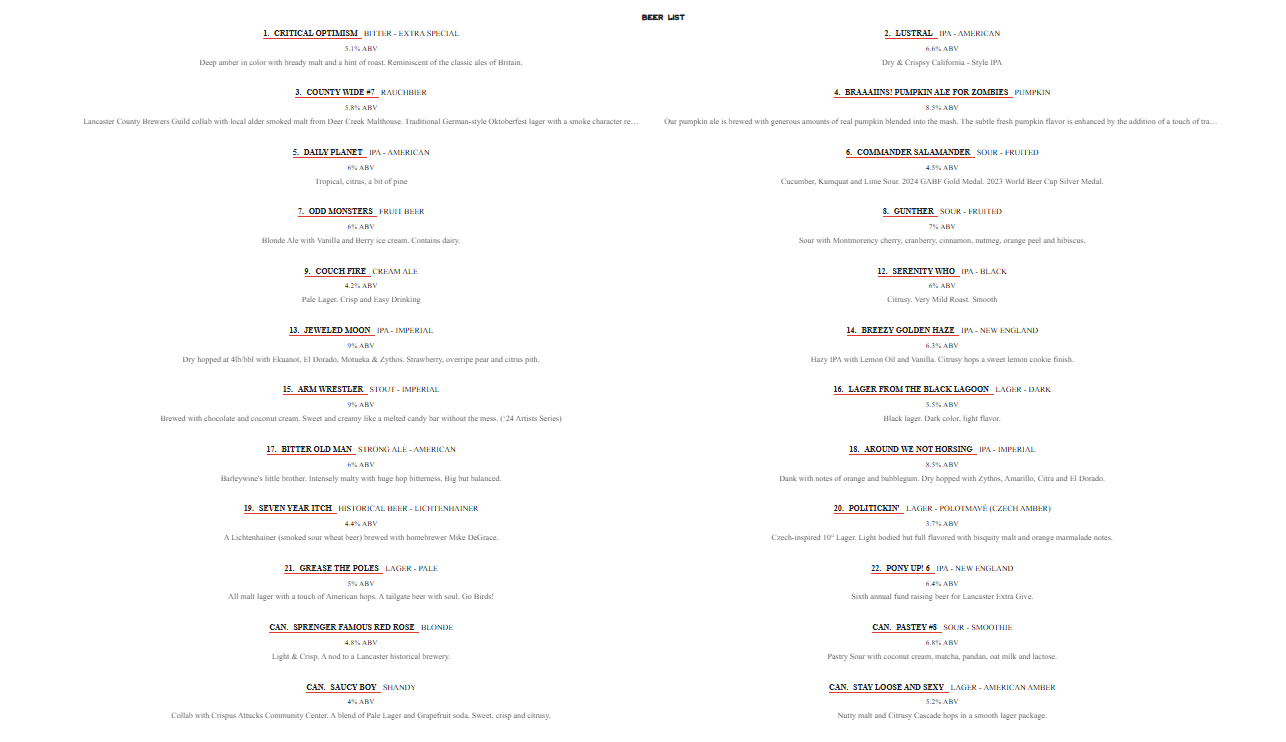 BEER LIST
1. CRITICAL OPTIMISM BITTER - EXTRA SPECIAL
5.1% ABV
Deep amber in color with bready malt and a hint of roast. Reminiscent of the classic ales of Britain.
2. LUSTRAL IPA - AMERICAN
6.6% ABV
Dry & Crispsy California - Style IPA
3. COUNTY WIDE #7 RAUCHBIER
5.8% ABV
Lancaster County Brewers Guild collab with local alder smoked malt from Deer Creek Malthouse. Traditional German-style Oktoberfest lager with a smoke character re…
4. BRAAAIINS! PUMPKIN ALE FOR ZOMBIES PUMPKIN
8.5% ABV
Our pumpkin ale is brewed with generous amounts of real pumpkin blended into the mash. The subtle fresh pumpkin flavor is enhanced by the addition of a touch of tra…
5. DAILY PLANET IPA - AMERICAN
6% ABV
Tropical, citrus, a bit of pine
6. COMMANDER SALAMANDER SOUR - FRUITED
4.5% ABV
Cucumber, Kumquat and Lime Sour. 2024 GABF Gold Medal. 2023 World Beer Cup Silver Medal.
7. ODD MONSTERS FRUIT BEER
6% ABV
Blonde Ale with Vanilla and Berry ice cream. Contains dairy.
8. GUNTHER SOUR - FRUITED
7% ABV
Sour with Montmorency cherry, cranberry, cinnamon, nutmeg, orange peel and hibiscus.
9. COUCH FIRE CREAM ALE
4.2% ABV
Pale Lager. Crisp and Easy Drinking
12. SERENITY WHO IPA - BLACK
6% ABV
Citrusy. Very Mild Roast. Smooth
13. JEWELED MOON IPA - IMPERIAL
9% ABV
Dry hopped at 4lb/bbl with Ekuanot, El Dorado, Motueka & Zythos. Strawberry, overripe pear and citrus pith.
14. BREEZY GOLDEN HAZE IPA - NEW ENGLAND
6.3% ABV
Hazy IPA with Lemon Oil and Vanilla. Citrusy hops a sweet lemon cookie finish.
15. ARM WRESTLER STOUT - IMPERIAL
9% ABV
Brewed with chocolate and coconut cream. Sweet and creamy like a melted candy bar without the mess. ('24 Artists Series)
16. LAGER FROM THE BLACK LAGOON LAGER - DARK
5.5% ABV
Black lager. Dark color, light flavor.
17. BITTER OLD MAN STRONG ALE - AMERICAN
6% ABV
Barleywine's little brother. Intensely malty with huge hop bitterness. Big but balanced.
18. AROUND WE NOT HORSING IPA - IMPERIAL
8.5% ABV
Dank with notes of orange and bubblegum. Dry hopped with Zythos, Amarillo, Citra and El Dorado.
19. SEVEN YEAR ITCH HISTORICAL BEER - LICHTENHAINER
4.4% ABV
A Lichtenhainer (smoked sour wheat beer) brewed with homebrewer Mike DeGrace.
20. POLITICKIN' LAGER - POLOTMAVÉ (CZECH AMBER)
3.7% ABV
Czech-inspired 10° Lager. Light bodied but full flavored with bisquity malt and orange marmalade notes.
21. GREASE THE POLES LAGER - PALE
5% ABV
All malt lager with a touch of American hops. A tailgate beer with soul. Go Birds!
22. PONY UP! 6 IPA - NEW ENGLAND
6.4% ABV
Sixth annual fund raising beer for Lancaster Extra Give.
CAN. SPRENGER FAMOUS RED ROSE BLONDE
4.8% ABV
Light & Crisp. A nod to a Lancaster historical brewery.
CAN. PASTEY #8 SOUR - SMOOTHIE
6.8% ABV
Pastry Sour with coconut cream, matcha, pandan, oat milk and lactose.
CAN. SAUCY BOY SHANDY
4% ABV
Collab with Crispus Attucks Community Center. A blend of Pale Lager and Grapefruit soda. Sweet, crisp and citrusy.
CAN. STAY LOOSE AND SEXY LAGER - AMERICAN AMBER
5.2% ABV
Nutty malt and Citrusy Cascade hops in a smooth lager package.